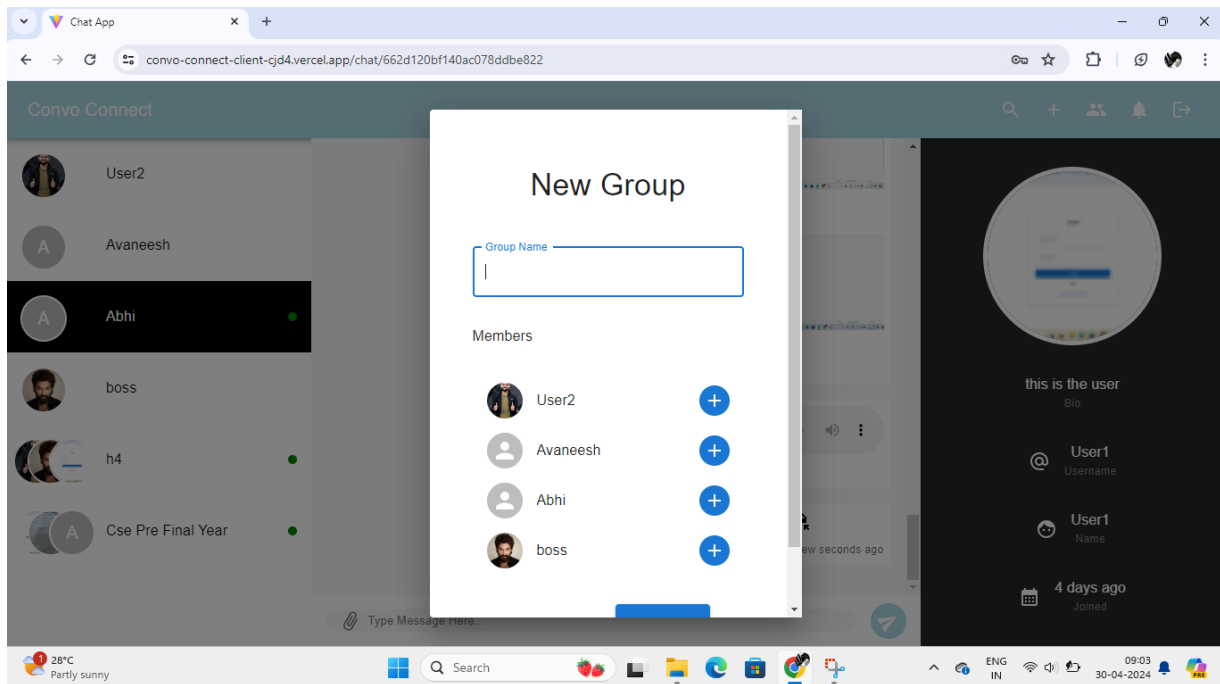 Chat App
convo-connect-client-cjd4.vercel.app/chat/662d120bf140ac078ddbe822
Convo Connect
User2
A
Avaneesh
A
Abhi
boss
h4
A
Cse Pre Final Year
New Group
Group Name
Members
User2
Avaneesh
Abhi
boss
ew seconds ago
Type Message Here...
this is the user
Bio
User1
Username
User1
Name
4 days ago
Joined
1
28°C
Partly sunny
Search
PRE
ENG
IN
09:03
30-04-2024